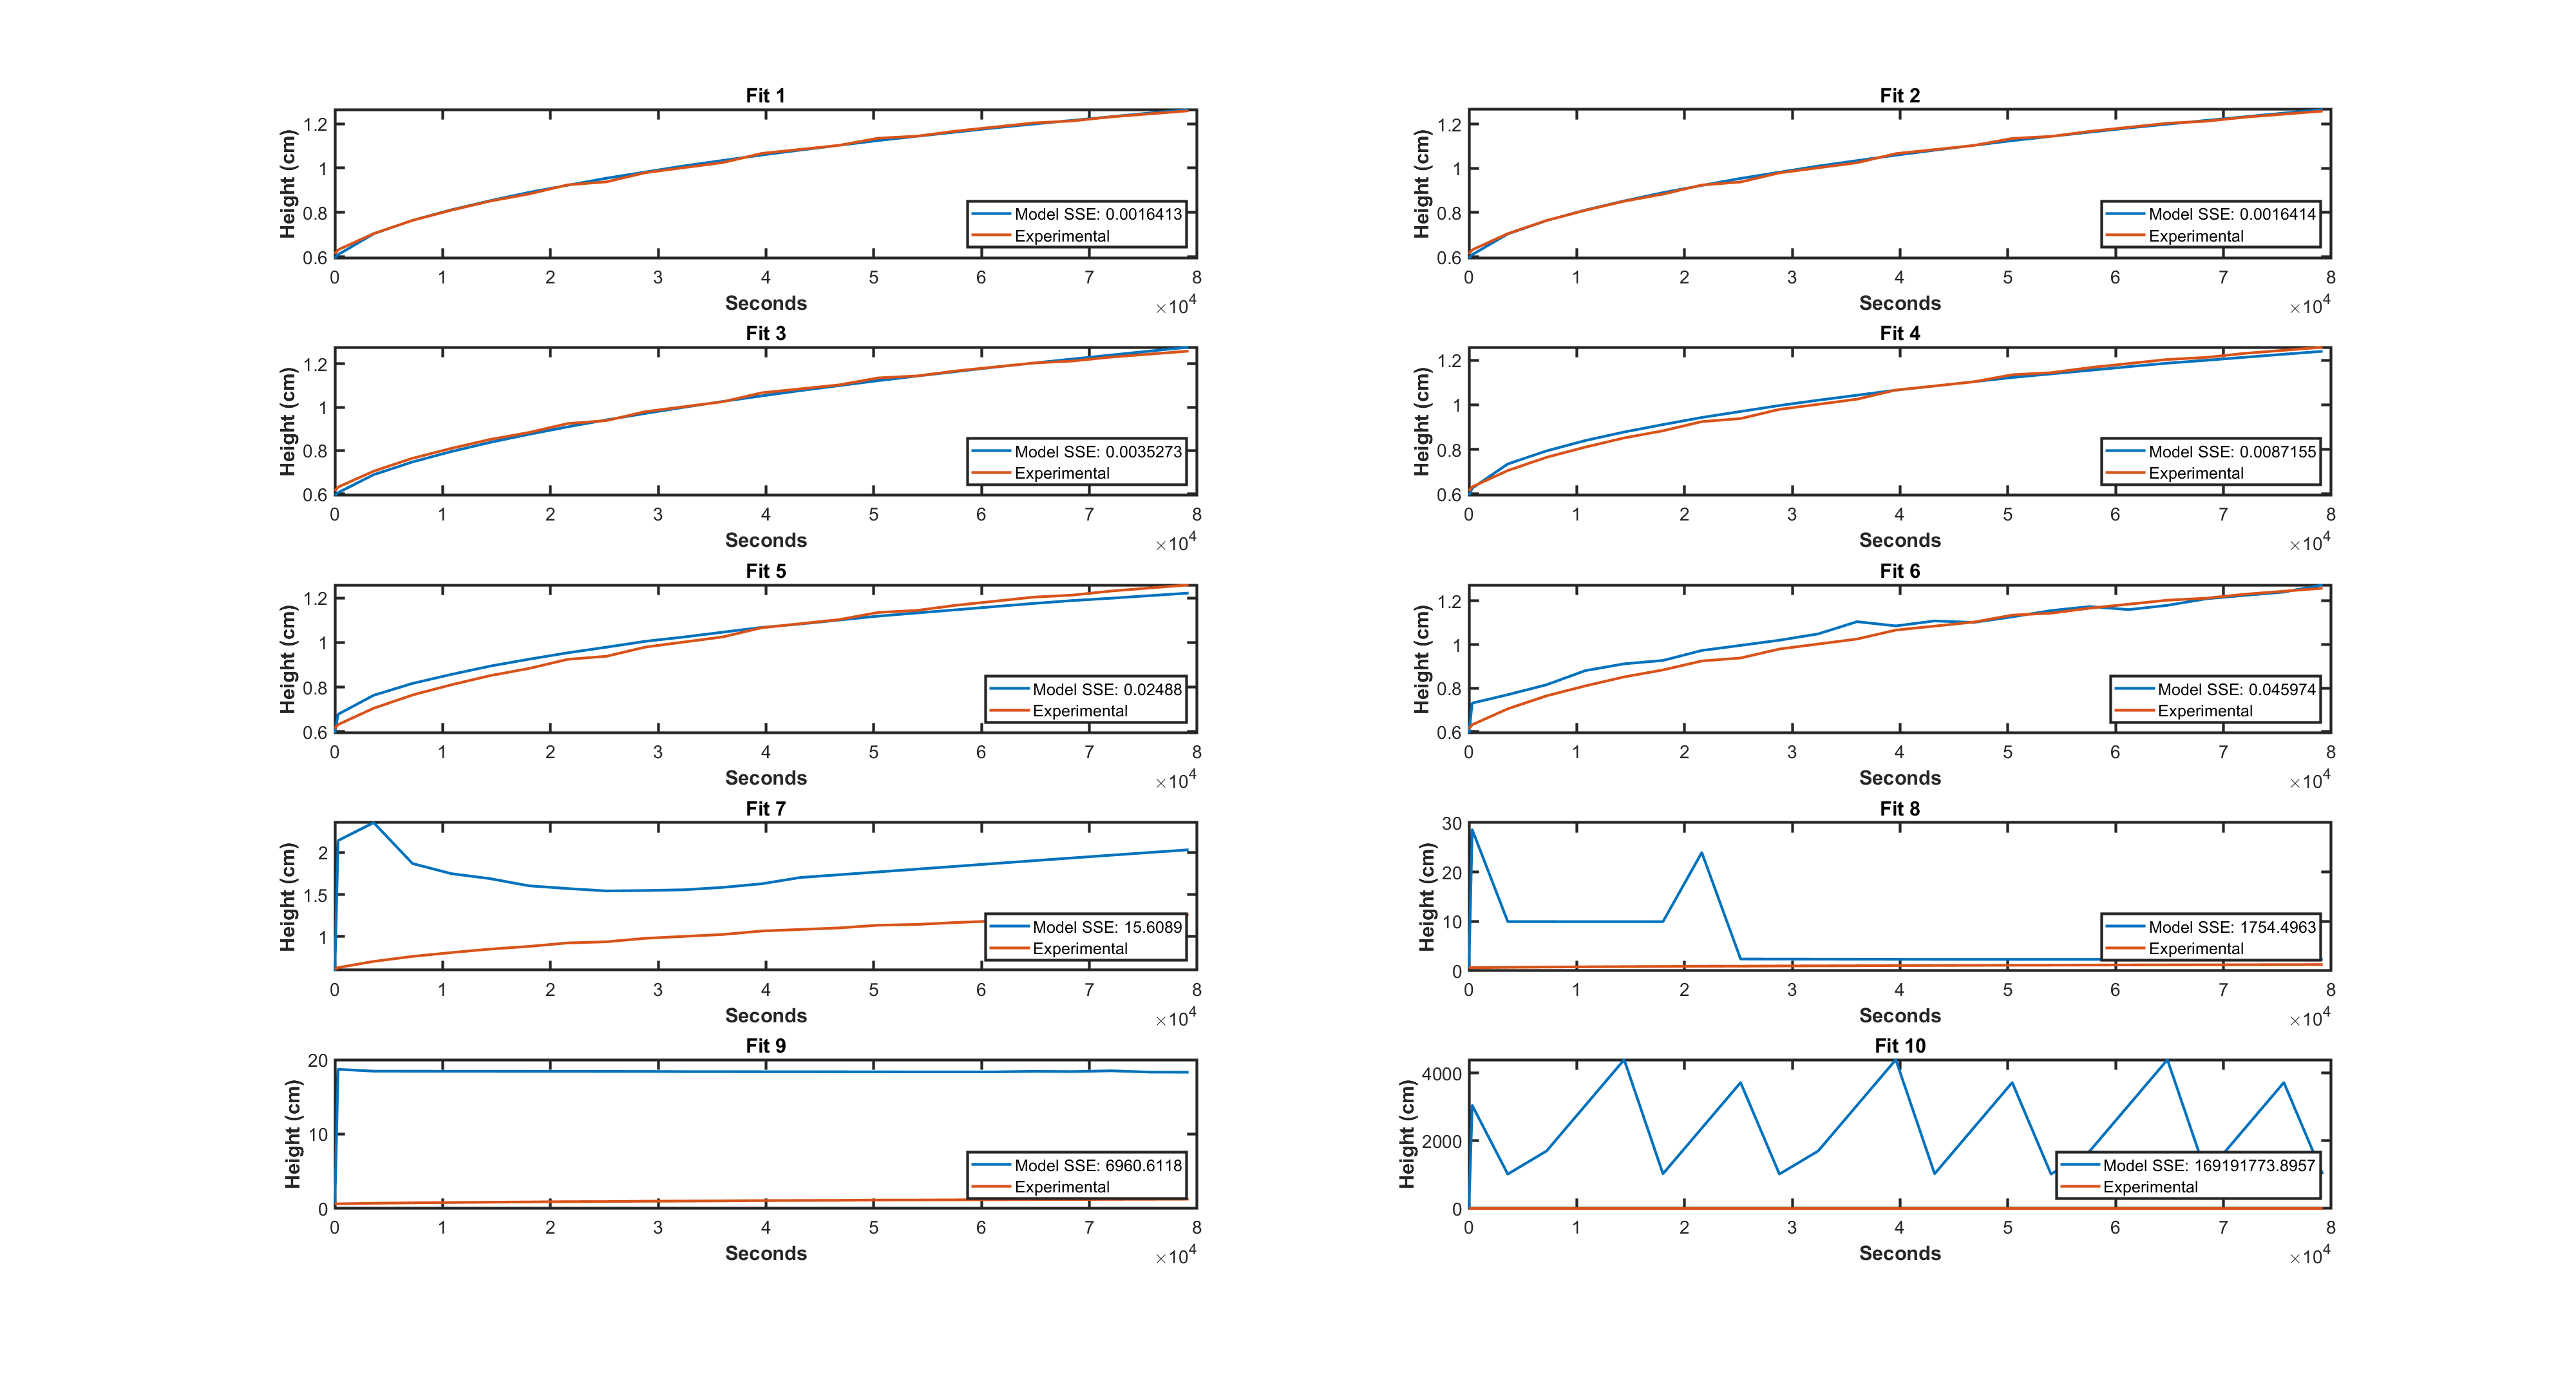 Fit 1
Height (cm)
1.2
1
0.8
0.6
Model SSE: 0.0016413
Experimental
0 1 2 3 4 5 6 7 8
Seconds
×10^4
Fit 2
Height (cm)
1.2
1
0.8
0.6
Model SSE: 0.0016414
Experimental
0 1 2 3 4 5 6 7 8
Seconds
×10^4
Fit 3
Height (cm)
1.2
1
0.8
0.6
Model SSE: 0.0035273
Experimental
0 1 2 3 4 5 6 7 8
Seconds
×10^4
Fit 4
Height (cm)
1.2
1
0.8
0.6
Model SSE: 0.0087155
Experimental
0 1 2 3 4 5 6 7 8
Seconds
×10^4
Fit 5
Height (cm)
1.2
1
0.8
0.6
Model SSE: 0.02488
Experimental
0 1 2 3 4 5 6 7 8
Seconds
×10^4
Fit 6
Height (cm)
1.2
1
0.8
0.6
Model SSE: 0.045974
Experimental
0 1 2 3 4 5 6 7 8
Seconds
×10^4
Fit 7
Height (cm)
2
1.5
1
Model SSE: 15.6089
Experimental
0 1 2 3 4 5 6 7 8
Seconds
×10^4
Fit 8
Height (cm)
30
20
10
0
Model SSE: 1754.4963
Experimental
0 1 2 3 4 5 6 7 8
Seconds
×10^4
Fit 9
Height (cm)
20
10
0
Model SSE: 6960.6118
Experimental
0 1 2 3 4 5 6 7 8
Seconds
×10^4
Fit 10
Height (cm)
4000
2000
0
Model SSE: 169191773.8957
Experimental
0 1 2 3 4 5 6 7 8
Seconds
×10^4